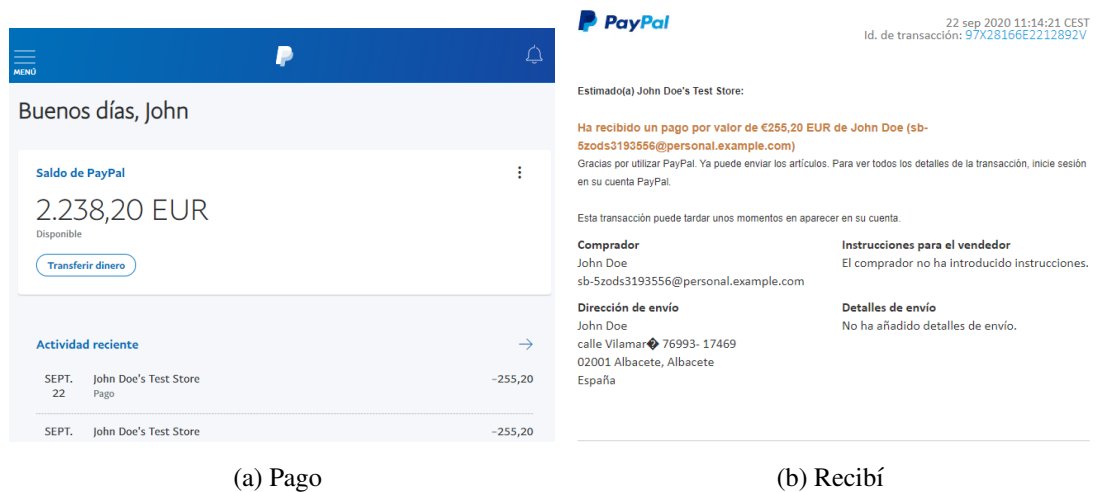 MENÚ
Buenos días, John
Saldo de PayPal
2.238,20 EUR
Disponible
Transferir dinero
Actividad reciente
SEPT. 22 John Doe's Test Store -255,20
Pago
SEPT. John Doe's Test Store -255,20
(a) Pago
PayPal
22 sep 2020 11:14:21 CEST
Id. de transacción: 97X28166E2212892V
Estimado(a) John Doe's Test Store:
Ha recibido un pago por valor de €255,20 EUR de John Doe (sb-
5zods3193556@personal.example.com)
Gracias por utilizar PayPal. Ya puede enviar los artículos. Para ver todos los detalles de la transacción, inicie sesión
en su cuenta PayPal.
Esta transacción puede tardar unos momentos en aparecer en su cuenta.
Comprador
John Doe
sb-5zods3193556@personal.example.com
Instrucciones para el vendedor
El comprador no ha introducido instrucciones.
Dirección de envío
John Doe
calle Vilamar� 76993- 17469
02001 Albacete, Albacete
España
Detalles de envío
No ha añadido detalles de envío.
(b) Recibí